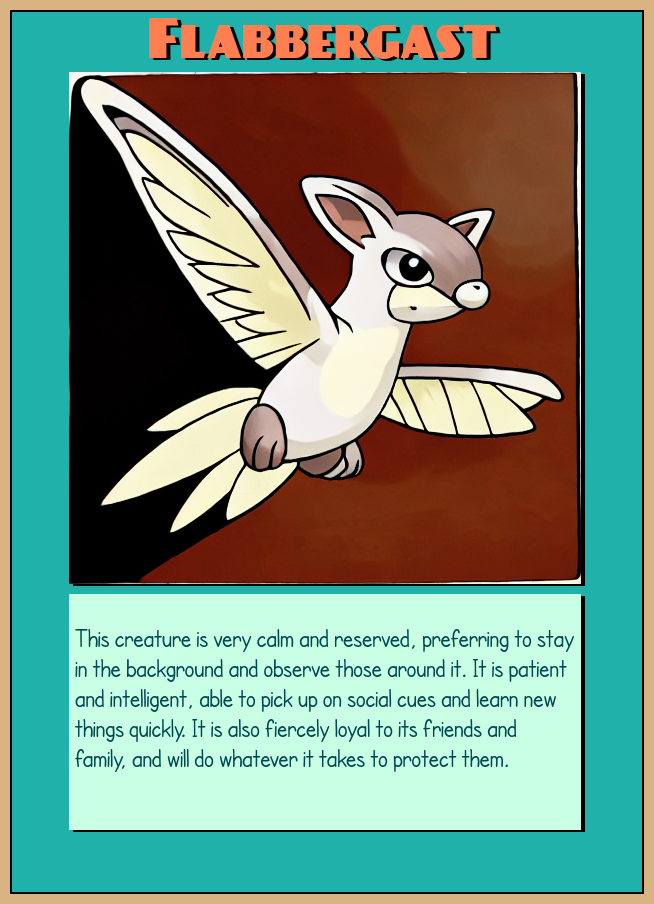 Flabbergast
This creature is very calm and reserved, preferring to stay
in the background and observe those around it. It is patient
and intelligent, able to pick up on social cues and learn new
things quickly. It is also fiercely loyal to its friends and
family, and will do whatever it takes to protect them.